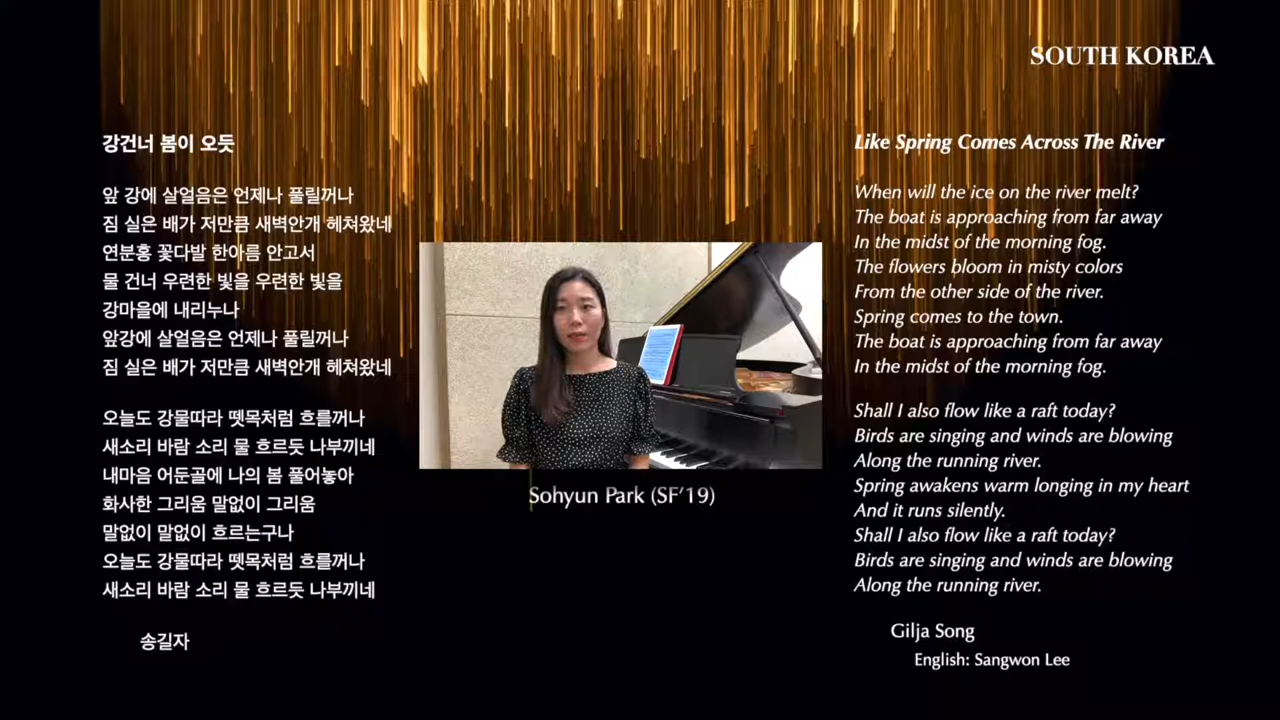 SOUTH KOREA
강건너 봄이 오듯
앞 강에 살얼음은 언제나 풀릴꺼나
짐 실은 배가 저만큼 새벽안개 헤쳐왔네
연분홍 꽃다발 한아름 안고서
물 건너 우련한 빛을 우련한 빛을
강마을에 내리누나
앞강에 살얼음은 언제나 풀릴꺼나
짐 실은 배가 저만큼 새벽안개 헤쳐왔네
오늘도 강물따라 뗏목처럼 흐를꺼나
새소리 바람 소리 물 흐르듯 나부끼네
내마음 어둔골에 나의 봄 풀어놓아
화사한 그리움 말없이 그리움
말없이 말없이 흐르는구나
오늘도 강물따라 뗏목처럼 흐를꺼나
새소리 바람 소리 물 흐르듯 나부끼네
송길자
Sohyun Park (SF’19)
Like Spring Comes Across The River
When will the ice on the river melt?
The boat is approaching from far away
In the midst of the morning fog.
The flowers bloom in misty colors
From the other side of the river.
Spring comes to the town.
The boat is approaching from far away
In the midst of the morning fog.
Shall I also flow like a raft today?
Birds are singing and winds are blowing
Along the running river.
Spring awakens warm longing in my heart
And it runs silently.
Shall I also flow like a raft today?
Birds are singing and winds are blowing
Along the running river.
Gilja Song
English: Sangwon Lee